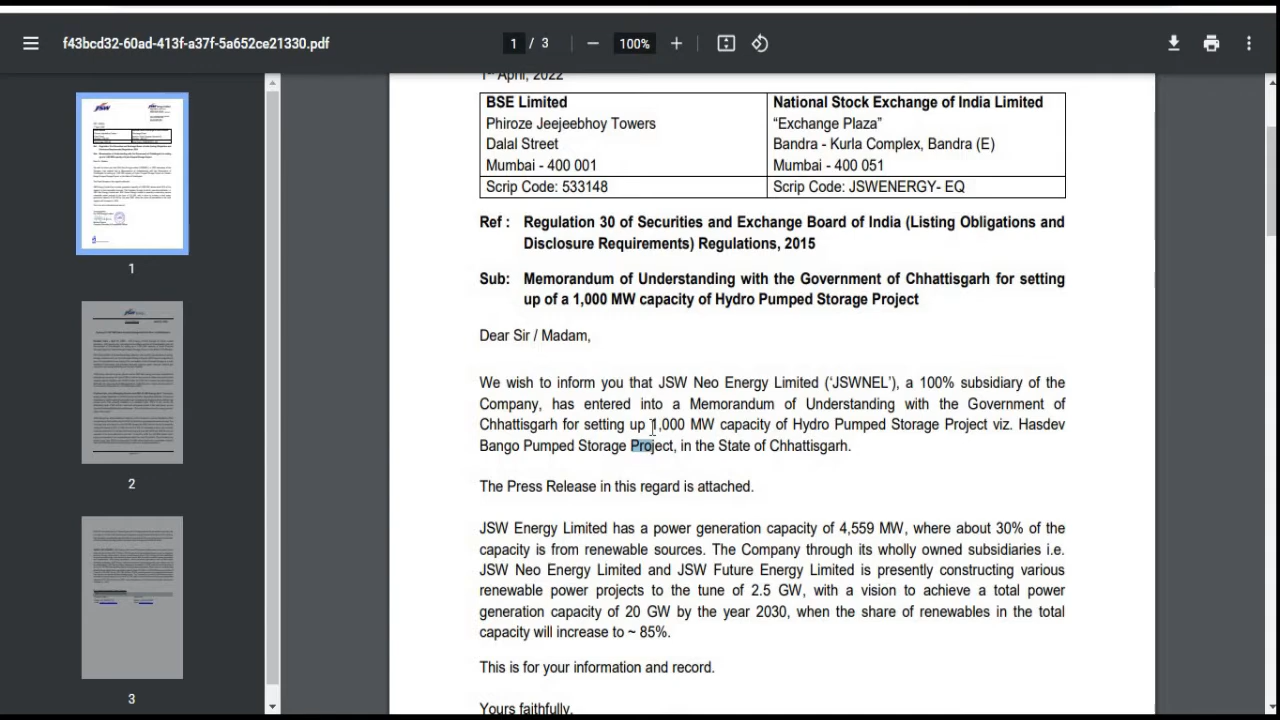 f43bcd32-60ad-413f-a37f-5a652ce21330.pdf
1 / 3
100%
1st April, 2022
BSE Limited
Phiroze Jeejeebhoy Towers
Dalal Street
Mumbai - 400 001
Scrip Code: 533148
National Stock Exchange of India Limited
“Exchange Plaza”
Bandra - Kurla Complex, Bandra (E)
Mumbai - 400 051
Scrip Code: JSWENERGY- EQ
Ref : Regulation 30 of Securities and Exchange Board of India (Listing Obligations and
Disclosure Requirements) Regulations, 2015
Sub: Memorandum of Understanding with the Government of Chhattisgarh for setting
up of a 1,000 MW capacity of Hydro Pumped Storage Project
Dear Sir / Madam,
We wish to inform you that JSW Neo Energy Limited (‘JSWNEL’), a 100% subsidiary of the
Company, has entered into a Memorandum of Understanding with the Government of
Chhattisgarh for setting up 1,000 MW capacity of Hydro Pumped Storage Project viz. Hasdev
Bango Pumped Storage Project, in the State of Chhattisgarh.
The Press Release in this regard is attached.
JSW Energy Limited has a power generation capacity of 4,559 MW, where about 30% of the
capacity is from renewable sources. The Company through its wholly owned subsidiaries i.e.
JSW Neo Energy Limited and JSW Future Energy Limited is presently constructing various
renewable power projects to the tune of 2.5 GW, with a vision to achieve a total power
generation capacity of 20 GW by the year 2030, when the share of renewables in the total
capacity will increase to ~ 85%.
This is for your information and record.
Yours faithfully,
JSW
1
2
3